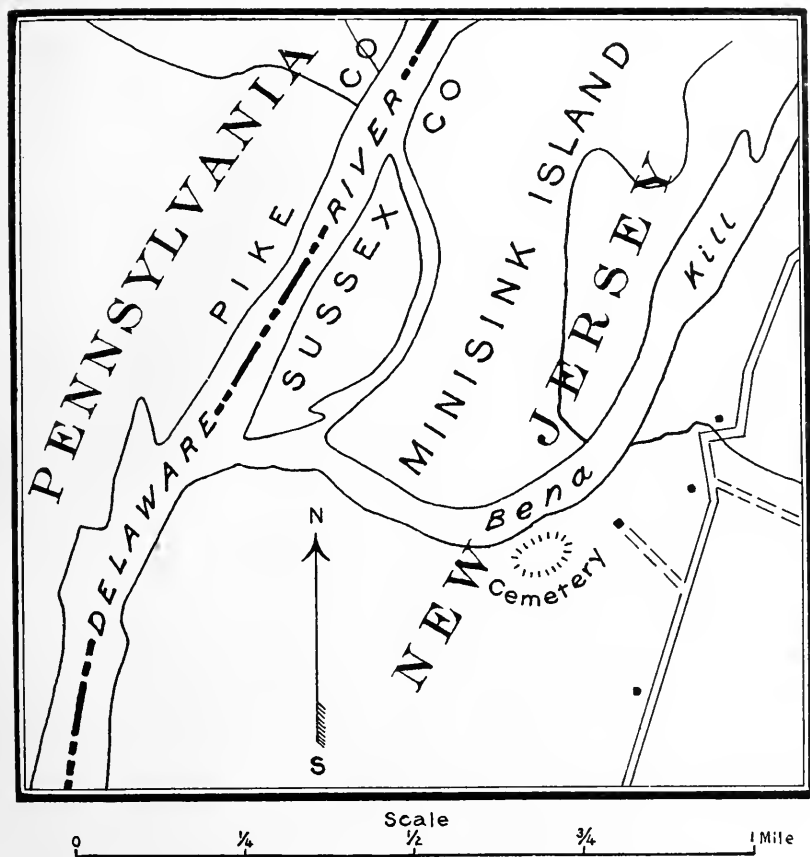 PENNSYLVANIA
PIKE CO
DELAWARE RIVER
SUSSEX CO
MINISINK ISLAND
NEW JERSEY
Bena Kill
Cemetery
N
S
Scale
0 ¼ ½ ¾ 1 Mile